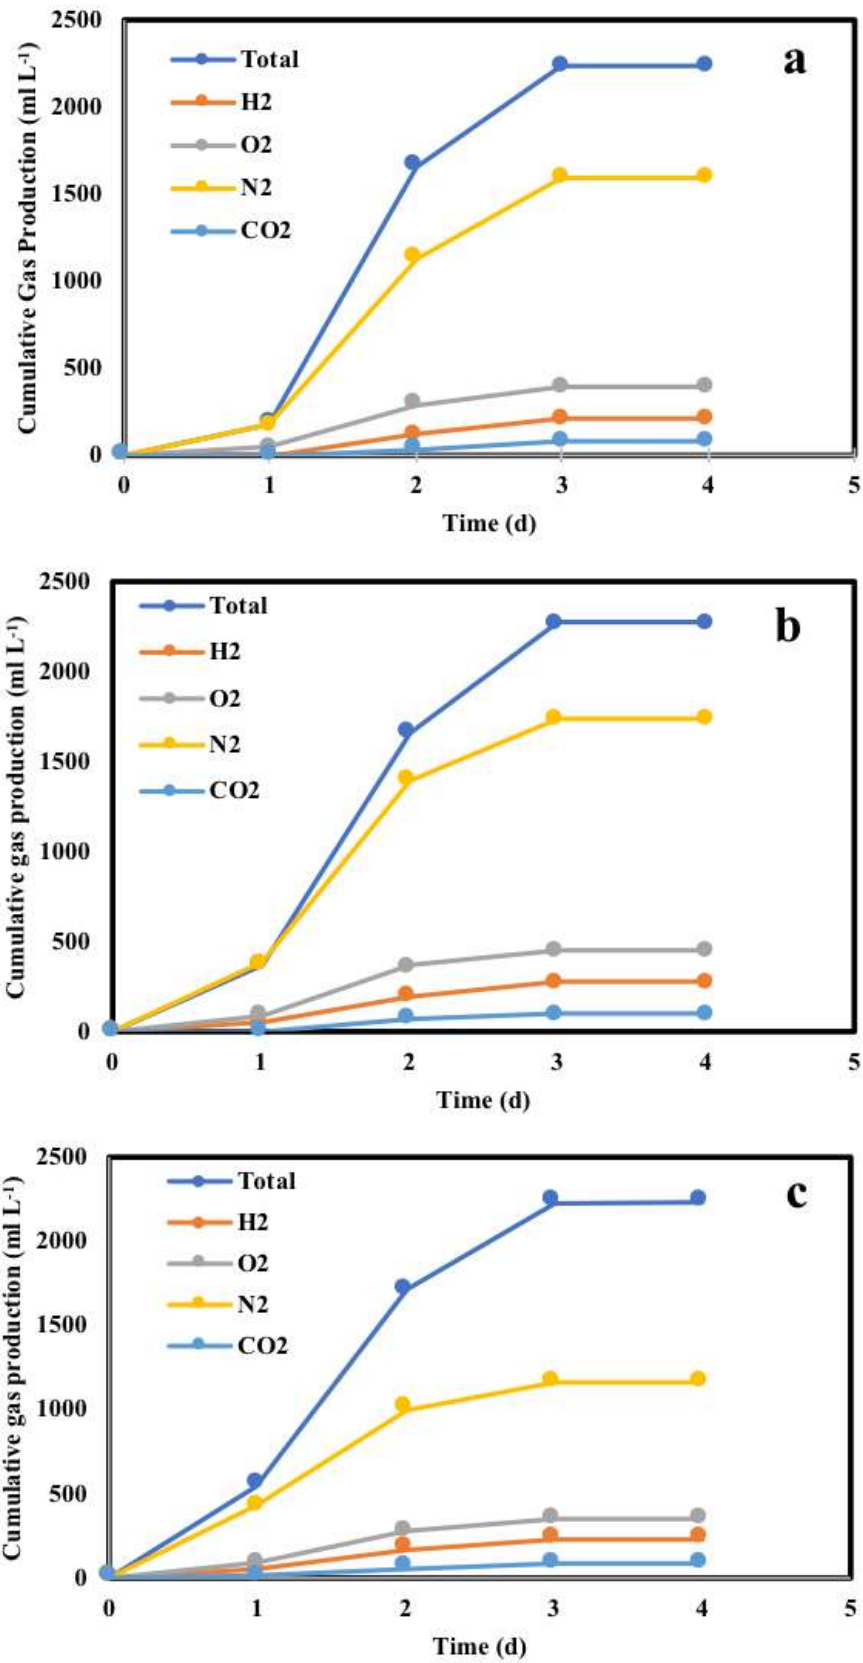 2500
2000
1500
1000
500
0
Cumulative Gas Production (ml L-1)
Total
H2
O2
N2
CO2
a
0 1 2 3 4 5
Time (d)
2500
2000
1500
1000
500
0
Cumulative gas production (ml L-1)
Total
H2
O2
N2
CO2
b
0 1 2 3 4 5
Time (d)
2500
2000
1500
1000
500
0
Cumulative gas production (ml L-1)
Total
H2
O2
N2
CO2
c
0 1 2 3 4 5
Time (d)